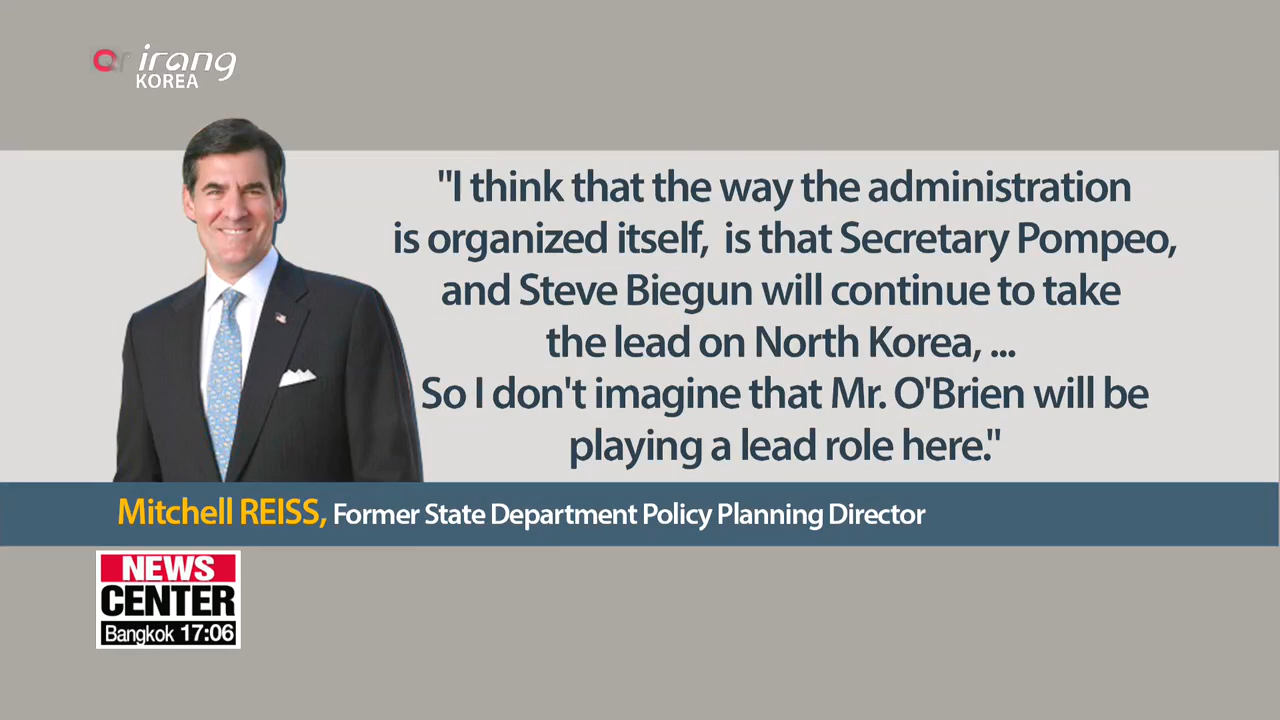 arirang
KOREA
"I think that the way the administration
is organized itself,  is that Secretary Pompeo,
and Steve Biegun will continue to take
the lead on North Korea, ...
So I don't imagine that Mr. O'Brien will be
playing a lead role here."
Mitchell REISS, Former State Department Policy Planning Director
NEWS
CENTER
Bangkok 17:06